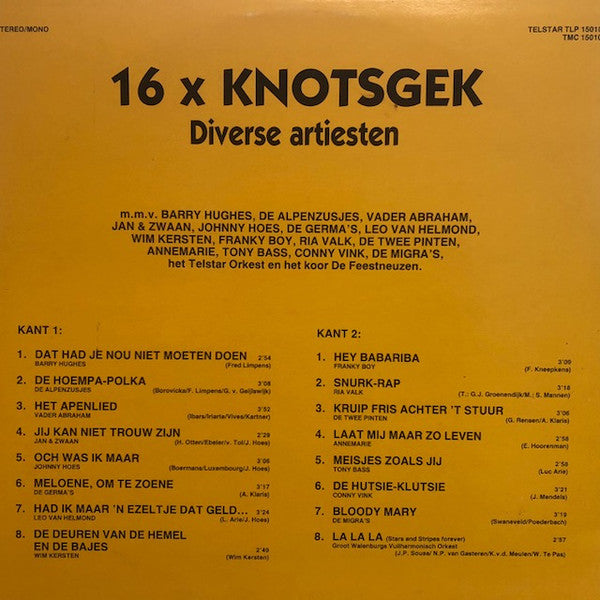 TEREO/MONO
TELSTAR TLP 1501
TMC 1501
16 x KNOTSGEK
Diverse artiesten
m.m.v. BARRY HUGHES, DE ALPENZUSJES, VADER ABRAHAM,
JAN & ZWAAN, JOHNNY HOES, DE GERMA'S, LEO VAN HELMOND,
WIM KERSTEN, FRANKY BOY, RIA VALK, DE TWEE PINTEN,
ANNEMARIE, TONY BASS, CONNY VINK, DE MIGRA'S,
het Telstar Orkest en het koor De Feestneuzen.
KANT 1:
1. DAT HAD JE NOU NIET MOETEN DOEN 2'54
BARRY HUGHES (Fred Limpens)
2. DE HOEMPA-POLKA 3'08
DE ALPENZUSJES (Borovicka/F. Limpens/G. v. Geijlswijk)
3. HET APENLIED 3'52
VADER ABRAHAM (Ibars/Iriarte/Vives/Kartner)
4. JIJ KAN NIET TROUW ZIJN 2'29
JAN & ZWAAN (H. Otten/Ebeler/v. Tol/J. Hoes)
5. OCH WAS IK MAAR 3'06
JOHNNY HOES (Boermans/Luxembourg/J. Hoes)
6. MELOENE, OM TE ZOENE 3'17
DE GERMA'S (A. Klaris)
7. HAD IK MAAR 'N EZELTJE DAT GELD... 3'24
LEO VAN HELMOND (L. Arie/J. Hoes)
8. DE DEUREN VAN DE HEMEL
EN DE BAJES 2'40
WIM KERSTEN (Wim Kersten)
KANT 2:
1. HEY BABARIBA 3'09
FRANKY BOY (F. Kneepkens)
2. SNURK-RAP 3'18
RIA VALK (T.: G.J. Groenendijk/M.: S. Mannen)
3. KRUIP FRIS ACHTER 'T STUUR 3'06
DE TWEE PINTEN (G. Rensen/A. Klaris)
4. LAAT MIJ MAAR ZO LEVEN 2'58
ANNEMARIE (E. Hoorenman)
5. MEISJES ZOALS JIJ 2'50
TONY BASS (Luc Arie)
6. DE HUTSIE-KLUTSIE 3'21
CONNY VINK (J. Mendels)
7. BLOODY MARY 3'19
DE MIGRA'S (Swaneveld/Poederbach)
8. LA LA LA (Stars and Stripes forever) 2'57
Groot Walenburgs Vullharmonisch Orkest
(J.P. Sousa/ N.P. van Gasteren/K.v.d. Meulen/W. Te Pas)